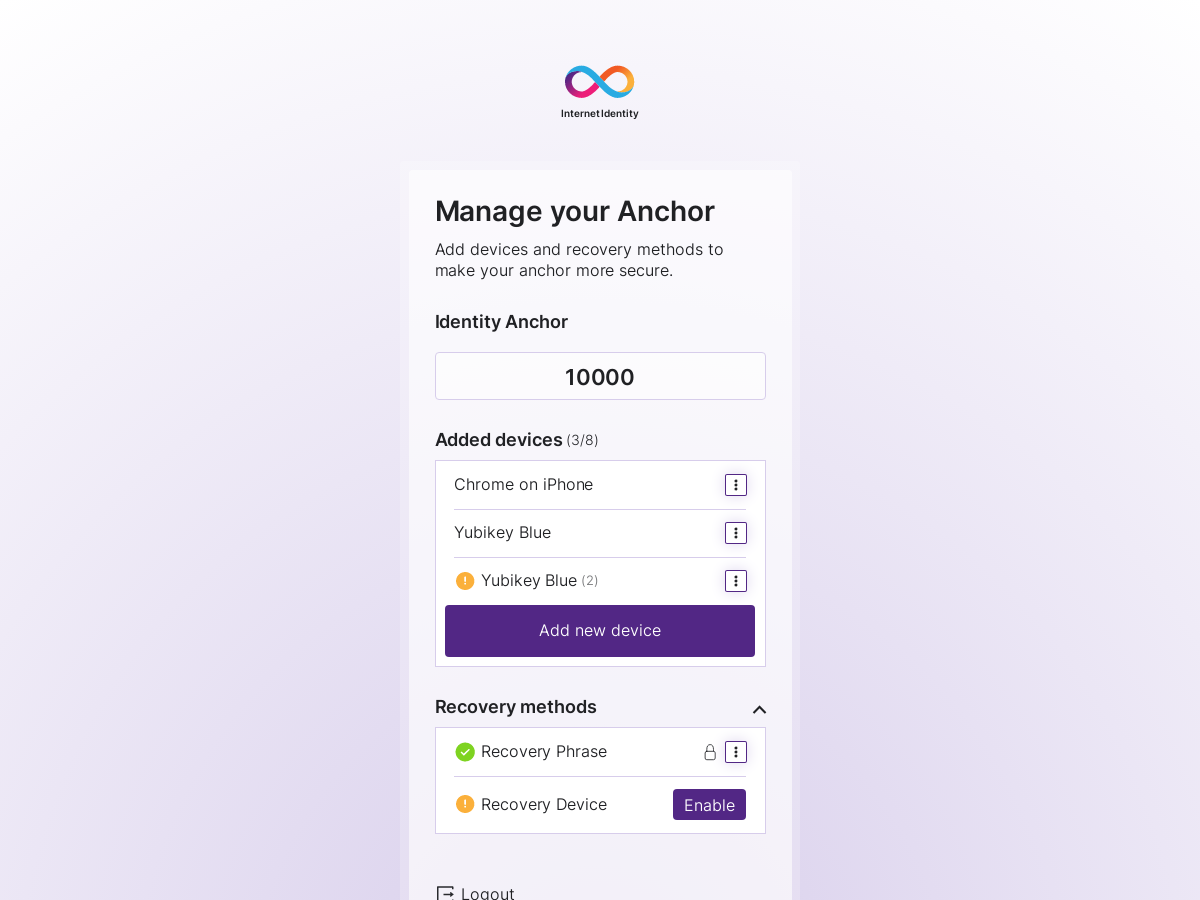 Internet Identity
Manage your Anchor
Add devices and recovery methods to
make your anchor more secure.
Identity Anchor
10000
Added devices (3/8)
Chrome on iPhone
Yubikey Blue
Yubikey Blue (2)
Add new device
Recovery methods
Recovery Phrase
Recovery Device Enable
Logout